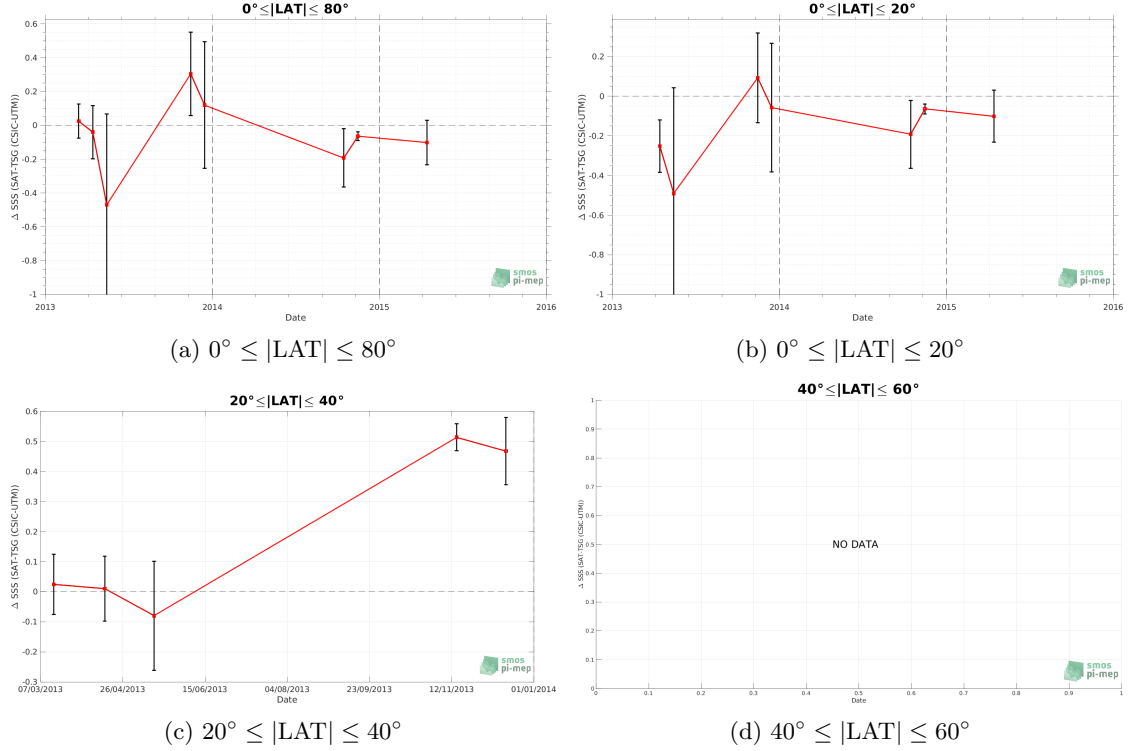 0°≤|LAT|≤ 80°
Δ SSS (SAT-TSG (CSIC-UTM))
0.6
0.4
0.2
0
-0.2
-0.4
-0.6
-0.8
-1
2013
2014
2015
2016
Date
smos
pi-mep
(a) 0° ≤ |LAT| ≤ 80°
0°≤|LAT|≤ 20°
Δ SSS (SAT-TSG (CSIC-UTM))
0.2
0
-0.2
-0.4
-0.6
-0.8
-1
2013
2014
2015
2016
Date
smos
pi-mep
(b) 0° ≤ |LAT| ≤ 20°
20°≤|LAT|≤ 40°
Δ SSS (SAT-TSG (CSIC-UTM))
0.6
0.5
0.4
0.3
0.2
0.1
0
-0.1
-0.2
-0.3
07/03/2013
26/04/2013
15/06/2013
04/08/2013
23/09/2013
12/11/2013
01/01/2014
Date
smos
pi-mep
(c) 20° ≤ |LAT| ≤ 40°
40°≤|LAT|≤ 60°
Δ SSS (SAT-TSG (CSIC-UTM))
1
0.9
0.8
0.7
0.6
0.5
0.4
0.3
0.2
0.1
0
NO DATA
0
0.1
0.2
0.3
0.4
0.5
0.6
0.7
0.8
0.9
1
Date
smos
pi-mep
(d) 40° ≤ |LAT| ≤ 60°